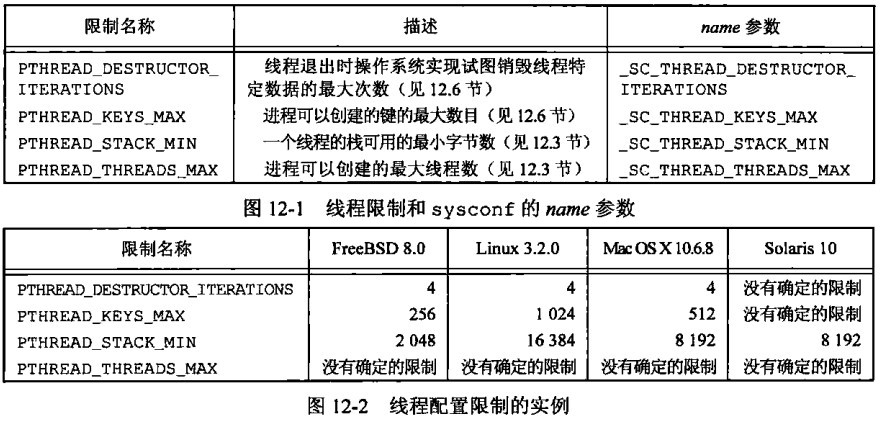 限制名称 描述 name 参数
PTHREAD_DESTRUCTOR_ 线程退出时操作系统实现试图销毁线程特 _SC_THREAD_DESTRUCTOR_
ITERATIONS 定数据的最大次数（见 12.6 节） ITERATIONS
PTHREAD_KEYS_MAX 进程可以创建的键的最大数目（见 12.6 节） _SC_THREAD_KEYS_MAX
PTHREAD_STACK_MIN 一个线程的栈可用的最小字节数（见 12.3 节） _SC_THREAD_STACK_MIN
PTHREAD_THREADS_MAX 进程可以创建的最大线程数（见 12.3 节） _SC_THREAD_THREADS_MAX
图 12-1 线程限制和 sysconf 的 name 参数
限制名称 FreeBSD 8.0 Linux 3.2.0 Mac OS X 10.6.8 Solaris 10
PTHREAD_DESTRUCTOR_ITERATIONS 4 4 4 没有确定的限制
PTHREAD_KEYS_MAX 256 1 024 512 没有确定的限制
PTHREAD_STACK_MIN 2 048 16 384 8 192 8 192
PTHREAD_THREADS_MAX 没有确定的限制 没有确定的限制 没有确定的限制 没有确定的限制
图 12-2 线程配置限制的实例